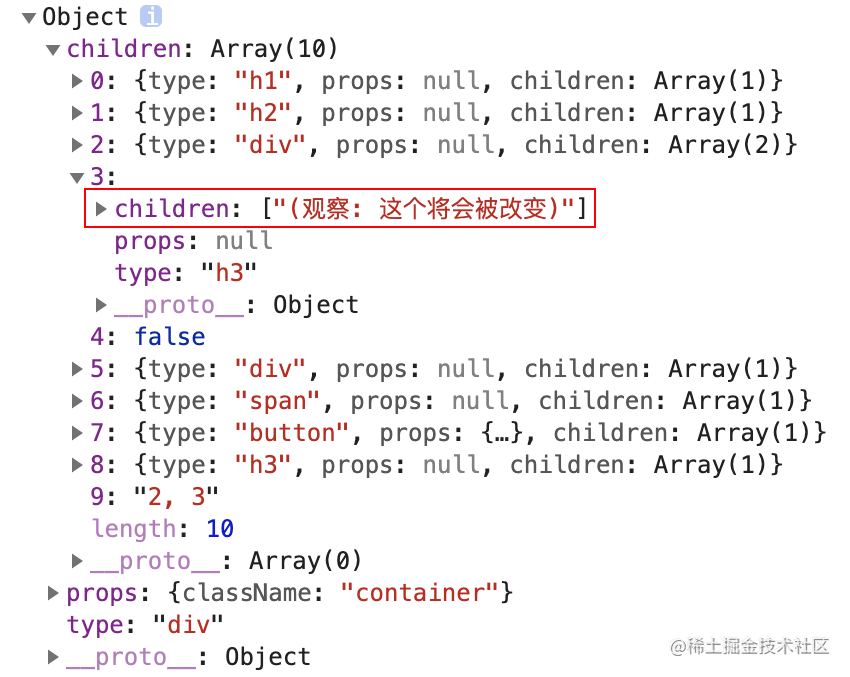 Object i
children: Array(10)
0: {type: "h1", props: null, children: Array(1)}
1: {type: "h2", props: null, children: Array(1)}
2: {type: "div", props: null, children: Array(2)}
3:
children: ["(观察: 这个将会被改变)"]
props: null
type: "h3"
__proto__: Object
4: false
5: {type: "div", props: null, children: Array(1)}
6: {type: "span", props: null, children: Array(1)}
7: {type: "button", props: {…}, children: Array(1)}
8: {type: "h3", props: null, children: Array(1)}
9: "2, 3"
length: 10
__proto__: Array(0)
props: {className: "container"}
type: "div"
__proto__: Object
@稀土掘金技术社区